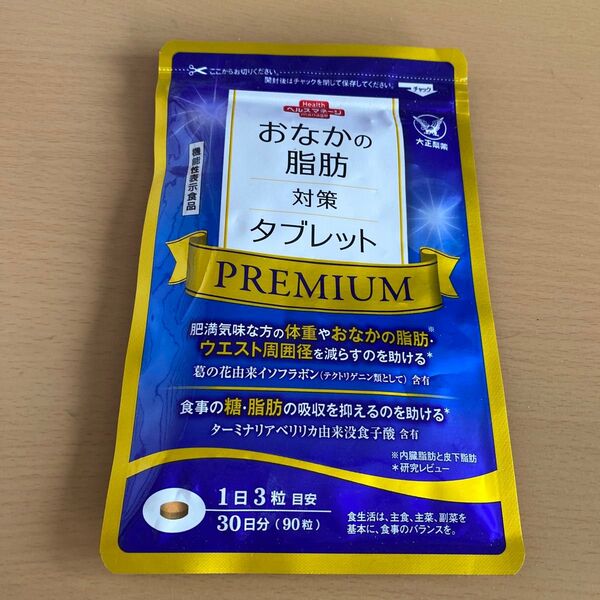 ここからお切りください。
開封後はチャックを閉じて保存してください。
チャック
Health
ヘルスマネージ
manage
大正製薬
機能性表示食品
おなかの
脂肪
対策
タブレット
PREMIUM
肥満気味な方の体重やおなかの脂肪※・
ウエスト周囲径を減らすのを助ける*
葛の花由来イソフラボン(テクトリゲニン類として) 含有
食事の糖・脂肪の吸収を抑えるのを助ける*
ターミナリアベリリカ由来没食子酸 含有
※内臓脂肪と皮下脂肪
*研究レビュー
1日3粒 目安
30日分(90粒)
食生活は、主食、主菜、副菜を
基本に、食事のバランスを。